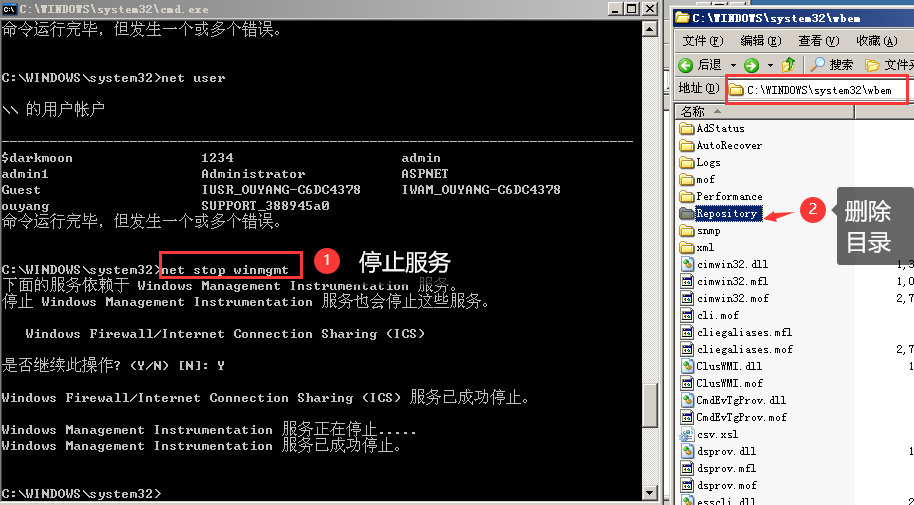 C:\WINDOWS\system32\cmd.exe
命令运行完毕，但发生一个或多个错误。
C:\WINDOWS\system32>net user
\\ 的用户帐户
-------------------------------------------------------------------------------
$darkmoon 1234 admin
admin1 Administrator ASPNET
Guest IUSR_OUYANG-C6DC4378 IWAM_OUYANG-C6DC4378
ouyang SUPPORT_388945a0
命令运行完毕，但发生一个或多个错误。
C:\WINDOWS\system32>net stop winmgmt
1 停止服务
下面的服务依赖于 Windows Management Instrumentation 服务。
停止 Windows Management Instrumentation 服务也会停止这些服务。
Windows Firewall/Internet Connection Sharing (ICS)
是否继续此操作? (Y/N) [N]: Y
Windows Firewall/Internet Connection Sharing (ICS) 服务已成功停止。
Windows Management Instrumentation 服务正在停止.....
Windows Management Instrumentation 服务已成功停止。
C:\WINDOWS\system32>
C:\WINDOWS\system32\wbem
文件(F) 编辑(E) 查看(V) 收藏(A)
后退 搜索 文件夹
地址(D) C:\WINDOWS\system32\wbem
名称
AdStatus
AutoRecover
Logs
mof
Performance
Repository
2 删除
目录
snmp
xml
cimwin32.dll 1,3
cimwin32.mfl 1,0
cimwin32.mof 2,7
cli.mof
cliegaliases.mfl
cliegaliases.mof 2,7
ClusWMI.dll 1
ClusWMI.mof
CmdEvTgProv.dll
CmdEvTgProv.mof
csv.xsl
dsprov.dll 1
dsprov.mfl
dsprov.mof
esscli.dll 2